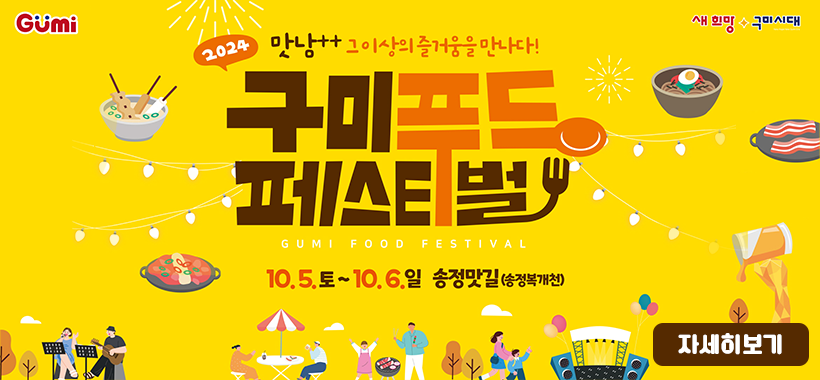 Gumi
새 희망 구미시대
2024
맛남++ 그 이상의 즐거움을 만나다!
구미푸드
페스티벌
GUMI FOOD FESTIVAL
10.5.토~10.6.일 송정맛길(송정복개천)
자세히보기